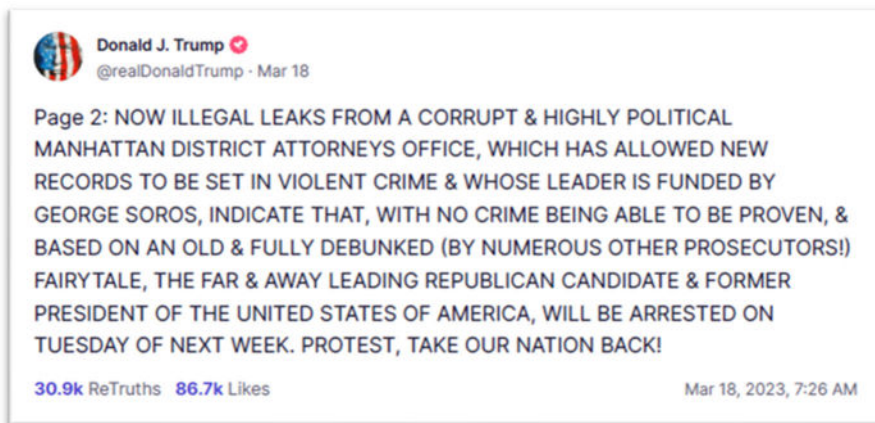 Donald J. Trump
@realDonaldTrump · Mar 18
Page 2: NOW ILLEGAL LEAKS FROM A CORRUPT & HIGHLY POLITICAL
MANHATTAN DISTRICT ATTORNEYS OFFICE, WHICH HAS ALLOWED NEW
RECORDS TO BE SET IN VIOLENT CRIME & WHOSE LEADER IS FUNDED BY
GEORGE SOROS, INDICATE THAT, WITH NO CRIME BEING ABLE TO BE PROVEN, &
BASED ON AN OLD & FULLY DEBUNKED (BY NUMEROUS OTHER PROSECUTORS!)
FAIRYTALE, THE FAR & AWAY LEADING REPUBLICAN CANDIDATE & FORMER
PRESIDENT OF THE UNITED STATES OF AMERICA, WILL BE ARRESTED ON
TUESDAY OF NEXT WEEK. PROTEST, TAKE OUR NATION BACK!
30.9k ReTruths 86.7k Likes Mar 18, 2023, 7:26 AM